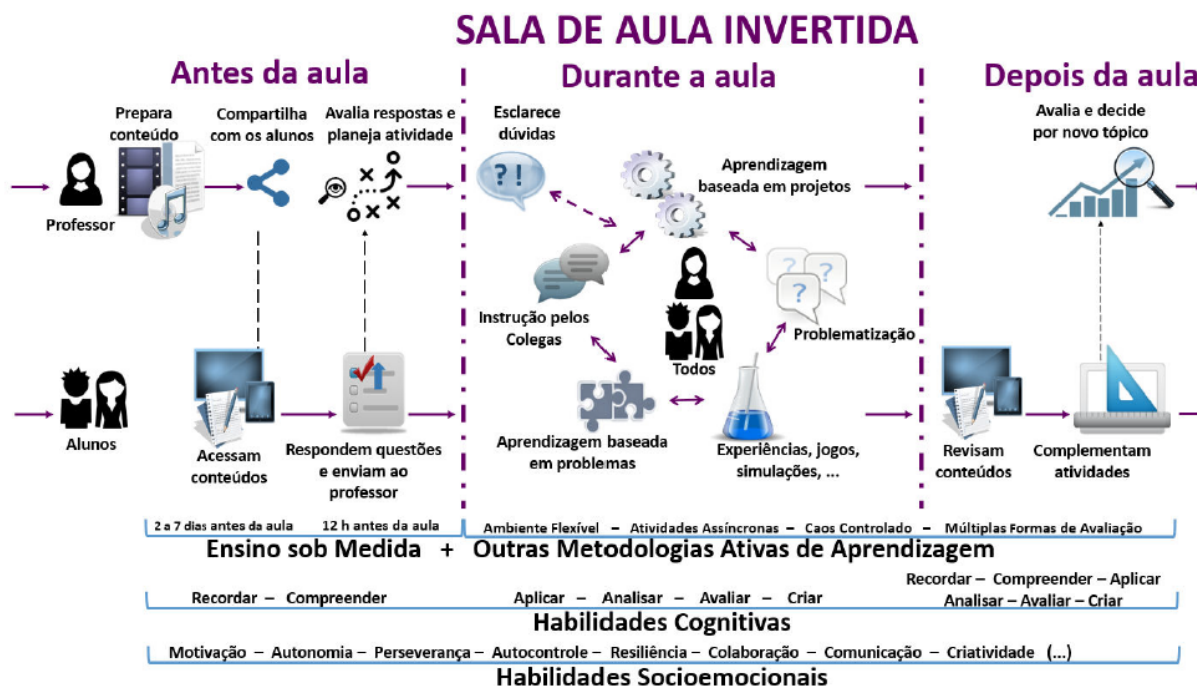 SALA DE AULA INVERTIDA
Antes da aula
Durante a aula
Depois da aula
Prepara
conteúdo
Compartilha
com os alunos
Avalia respostas e
planeja atividade
Professor
Alunos
Acessam
conteúdos
Respondem questões
e enviam ao
professor
Esclarece
dúvidas
? !
Aprendizagem
baseada em projetos
Instrução pelos
Colegas
?
?
?
Problematização
Todos
Aprendizagem baseada
em problemas
Experiências, jogos,
simulações, ...
Avalia e decide
por novo tópico
Revisam
conteúdos
Complementam
atividades
2 a 7 dias antes da aula
12 h antes da aula
Ambiente Flexível – Atividades Assíncronas – Caos Controlado – Múltiplas Formas de Avaliação
Ensino sob Medida + Outras Metodologias Ativas de Aprendizagem
Recordar – Compreender
Aplicar – Analisar – Avaliar – Criar
Recordar – Compreender – Aplicar
Analisar – Avaliar – Criar
Habilidades Cognitivas
Motivação – Autonomia – Perseverança – Autocontrole – Resiliência – Colaboração – Comunicação – Criatividade (...)
Habilidades Socioemocionais